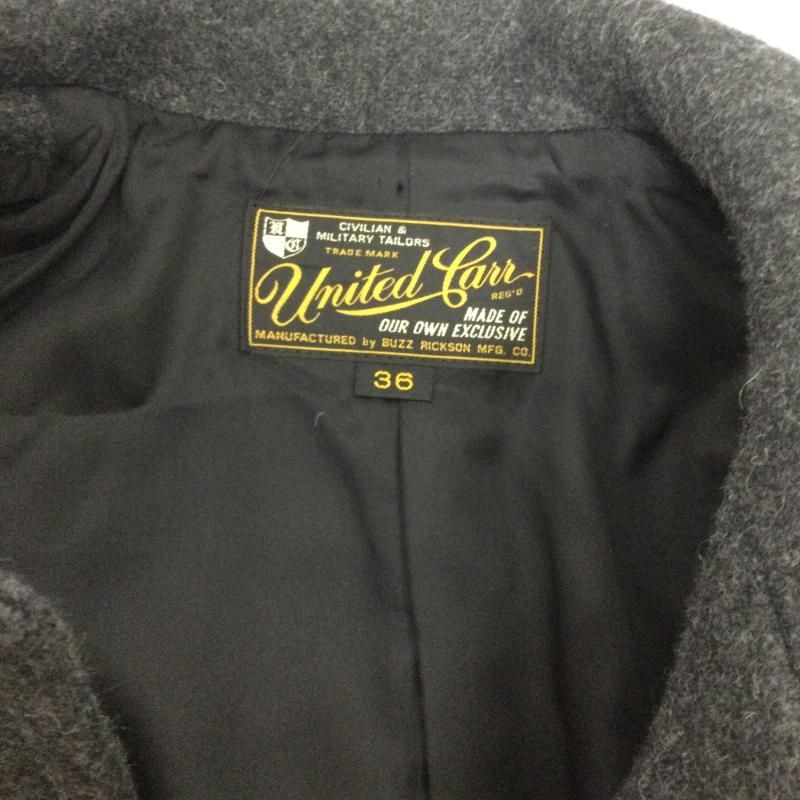 CIVILIAN &
MILITARY TAILORS
TRADE MARK
United Carr
REG'D
MADE OF
OUR OWN EXCLUSIVE
MANUFACTURED by BUZZ RICKSON MFG. CO.
36